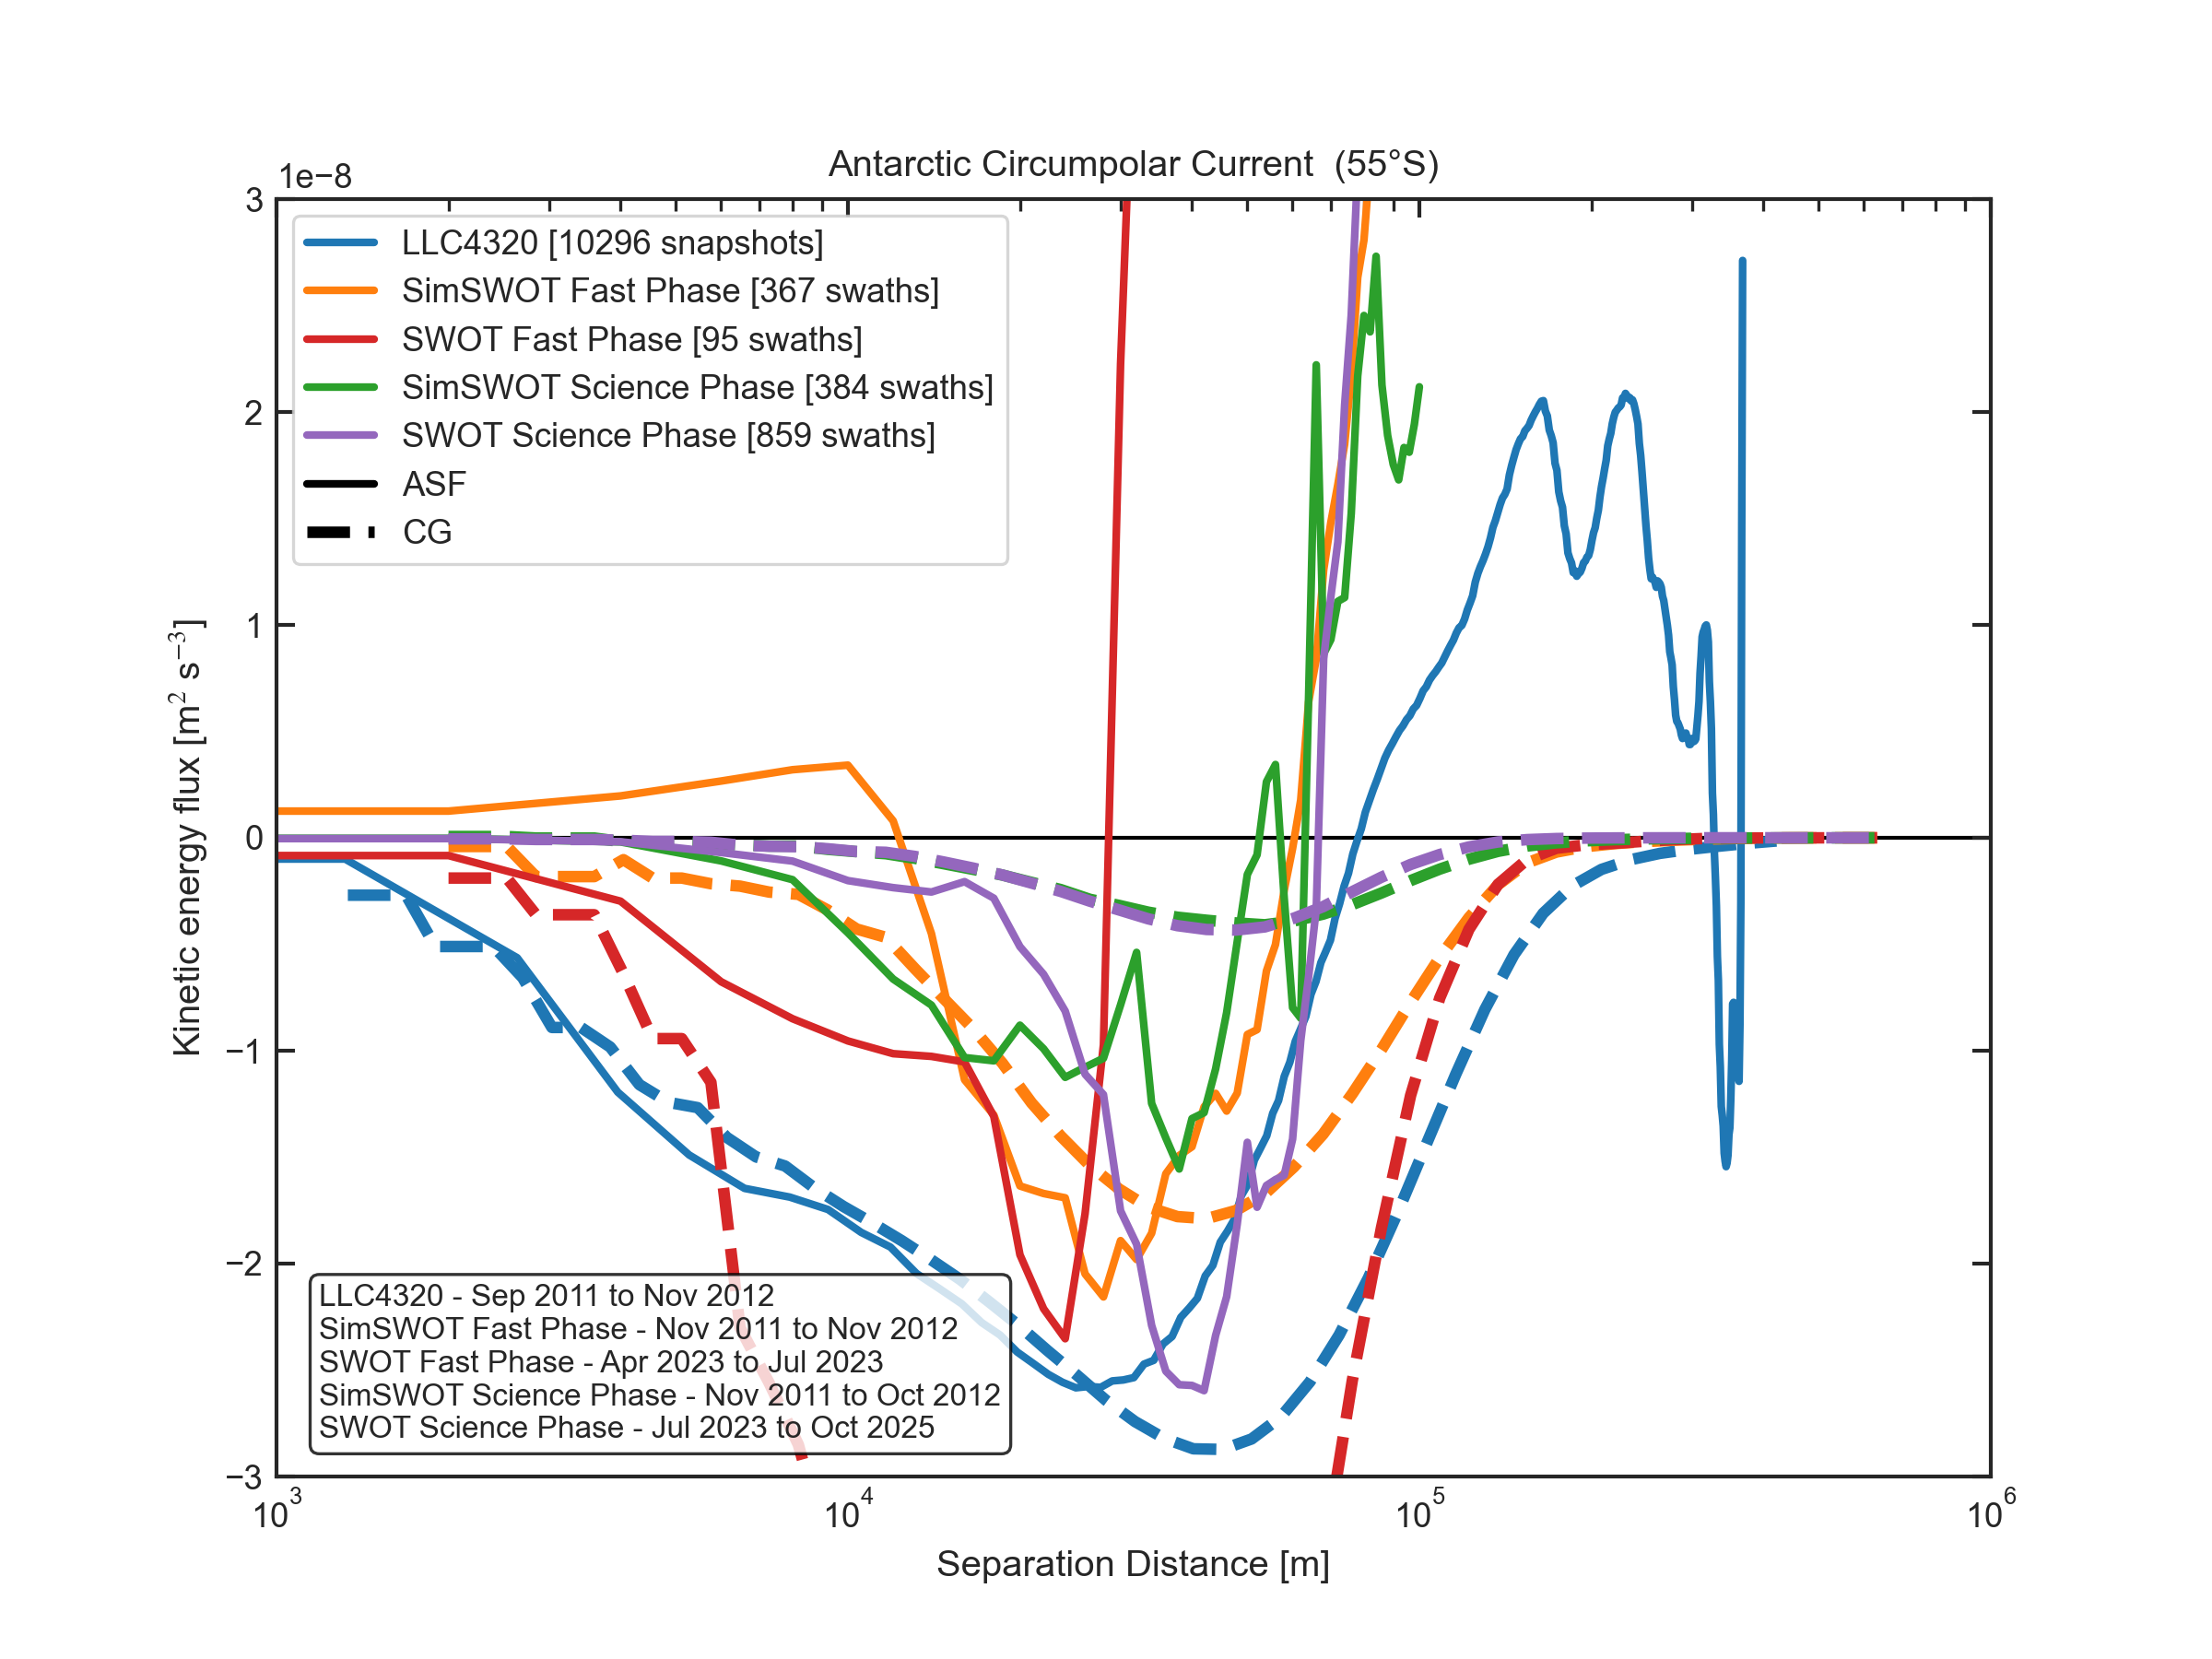 Antarctic Circumpolar Current (55°S)
1e−8
3
2
1
0
−1
−2
−3
Kinetic energy flux [m² s⁻³]
LLC4320 [10296 snapshots]
SimSWOT Fast Phase [367 swaths]
SWOT Fast Phase [95 swaths]
SimSWOT Science Phase [384 swaths]
SWOT Science Phase [859 swaths]
ASF
CG
LLC4320 - Sep 2011 to Nov 2012
SimSWOT Fast Phase - Nov 2011 to Nov 2012
SWOT Fast Phase - Apr 2023 to Jul 2023
SimSWOT Science Phase - Nov 2011 to Oct 2012
SWOT Science Phase - Jul 2023 to Oct 2025
10³ 10⁴ 10⁵ 10⁶
Separation Distance [m]